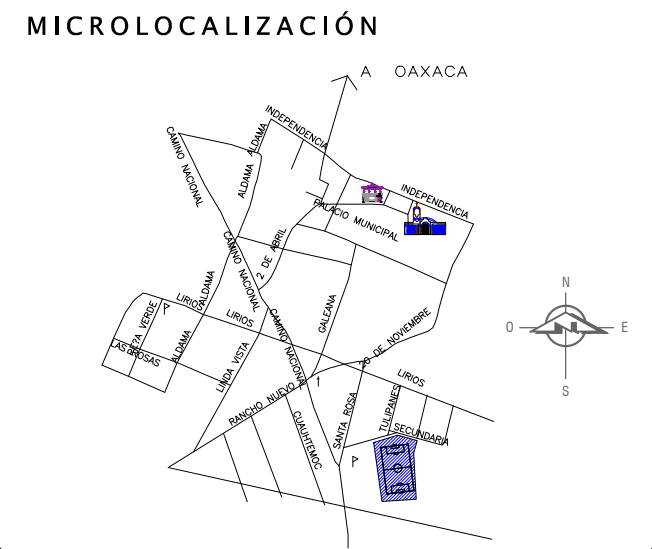 MICROLOCALIZACIÓN
A OAXACA
INDEPENDENCIA
ALDAMA
CAMINO NACIONAL
ALDAMA
INDEPENDENCIA
PALACIO MUNICIPAL
2 DE ABRIL
CAMINO NACIONAL
ALDAMA
LIRIOS
LIRIOS
VERDE
GALEANA
CAMINO NACIONAL
20 DE NOVIEMBRE
LAS ROSAS
ALDAMA
LINDA VISTA
LIRIOS
RANCHO NUEVO
TULIPANES
SANTA ROSA
CUAUHTEMOC
SECUNDARIA
N
O
E
S